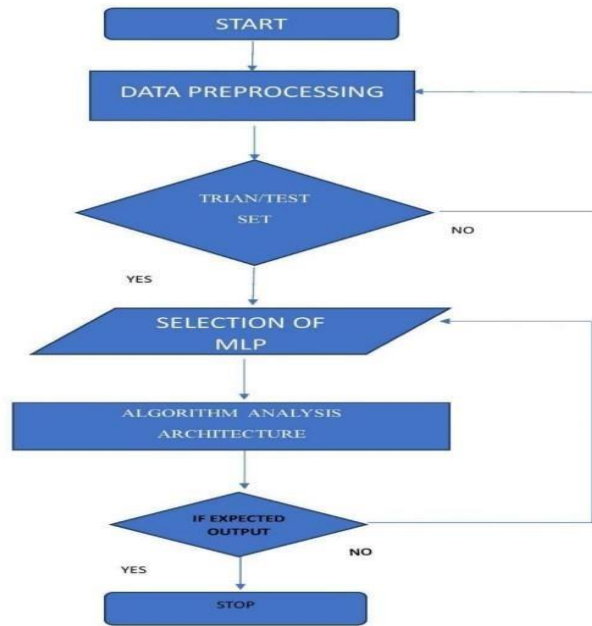 START
DATA PREPROCESSING
TRIAN/TEST
SET
NO
YES
SELECTION OF
MLP
ALGORITHM ANALYSIS
ARCHITECTURE
IF EXPECTED
OUTPUT
NO
YES
STOP